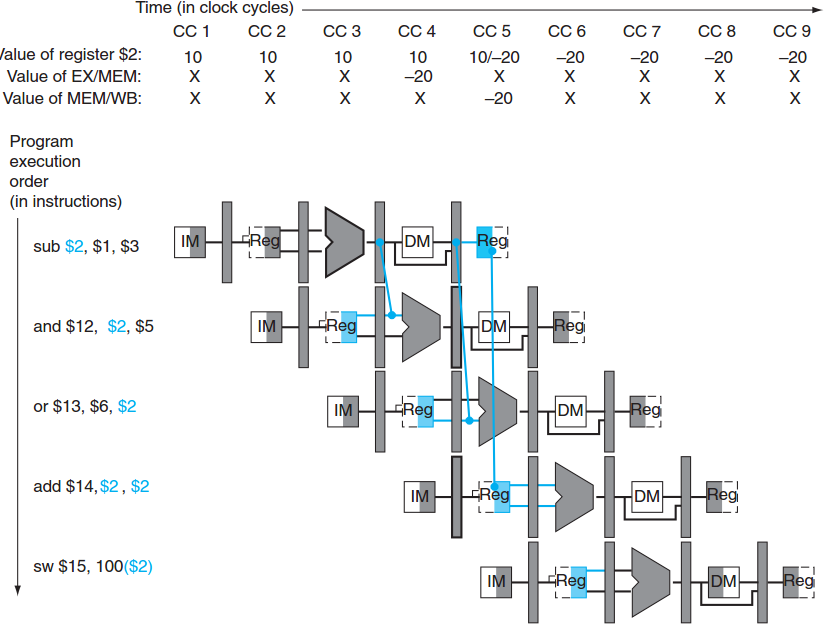 Time (in clock cycles)
CC 1 CC 2 CC 3 CC 4 CC 5 CC 6 CC 7 CC 8 CC 9
Value of register $2: 10 10 10 10 10/–20 –20 –20 –20 –20
Value of EX/MEM: X X X –20 X X X X X
Value of MEM/WB: X X X X –20 X X X X
Program
execution
order
(in instructions)
sub $2, $1, $3
IM Reg DM Reg
and $12, $2, $5
IM Reg DM Reg
or $13, $6, $2
IM Reg DM Reg
add $14,$2 , $2
IM Reg DM Reg
sw $15, 100($2)
IM Reg DM Reg